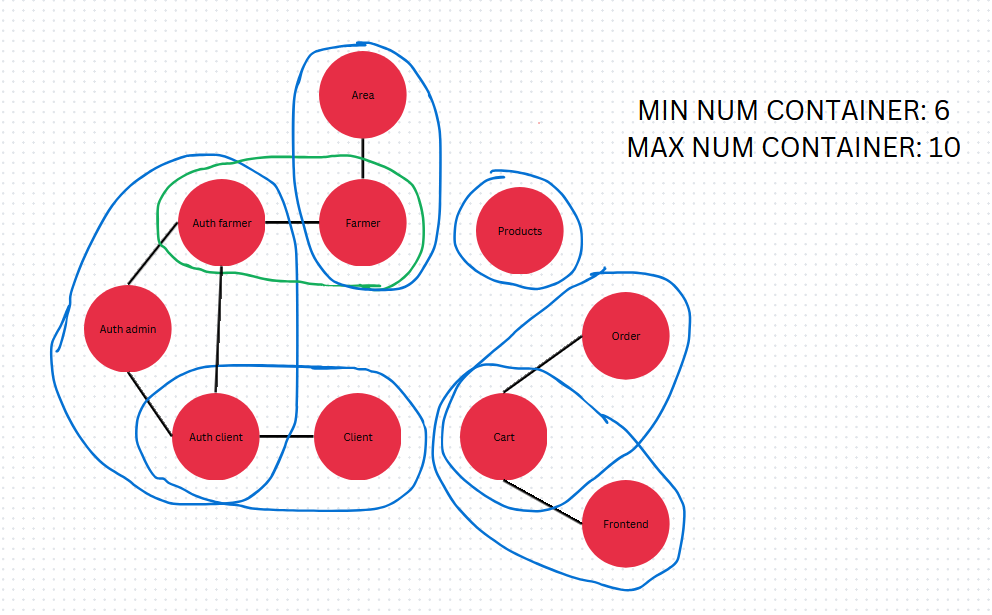 Area
MIN NUM CONTAINER: 6
MAX NUM CONTAINER: 10
Auth farmer
Farmer
Products
Auth admin
Order
Auth client
Client
Cart
Frontend